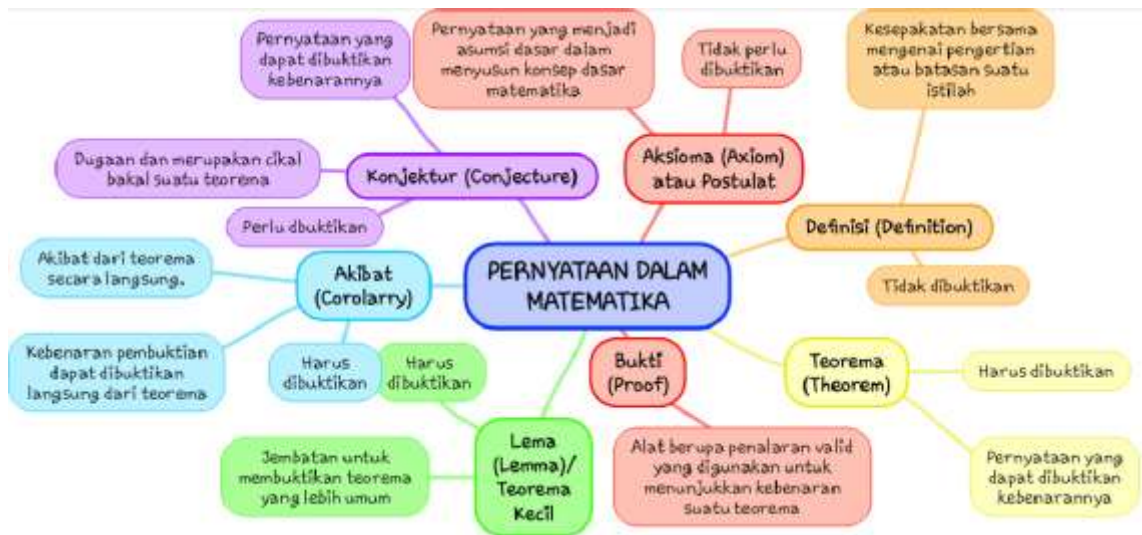 Pernyataan yang
dapat dibuktikan
kebenarannya
Pernyataan yang menjadi
asumsi dasar dalam
menyusun konsep dasar
matematika
Tidak perlu
dibuktikan
Kesepakatan bersama
mengenai pengertian
atau batasan suatu
istilah
Dugaan dan merupakan cikal
bakal suatu teorema
Konjektur (Conjecture)
Aksioma (Axiom)
atau Postulat
Perlu dbuktikan
Definisi (Definition)
Tidak dibuktikan
Akibat dari teorema
secara langsung.
Akibat
(Corolarry)
PERNYATAAN DALAM
MATEMATIKA
Kebenaran pembuktian
dapat dibuktikan
langsung dari teorema
Harus
dibuktikan
Harus
dibuktikan
Bukti
(Proof)
Teorema
(Theorem)
Harus dibuktikan
Jembatan untuk
membuktikan teorema
yang lebih umum
Lema
(Lemma)/
Teorema
Kecil
Alat berupa penalaran valid
yang digunakan untuk
menunjukkan kebenaran
suatu teorema
Pernyataan yang
dapat dibuktikan
kebenarannya